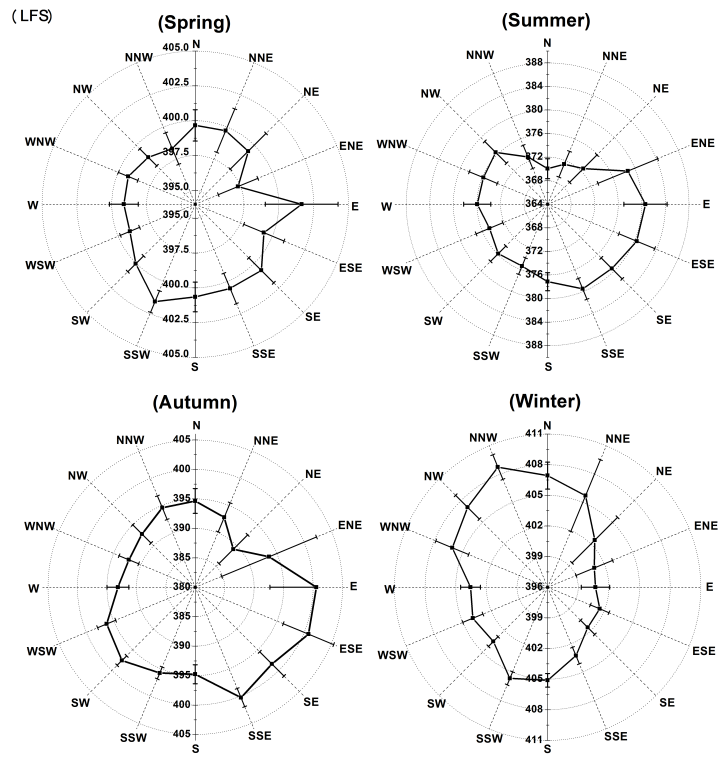 (LFS)
(Spring)
N
NNE
NE
ENE
E
ESE
SE
SSE
S
SSW
SW
WSW
W
WNW
NW
NNW
405.0
402.5
400.0
397.5
395.0
395.0
397.5
400.0
402.5
405.0
(Summer)
N
NNE
NE
ENE
E
ESE
SE
SSE
S
SSW
SW
WSW
W
WNW
NW
NNW
388
384
380
376
372
368
364
368
372
376
380
384
388
(Autumn)
N
NNE
NE
ENE
E
ESE
SE
SSE
S
SSW
SW
WSW
W
WNW
NW
NNW
405
400
395
390
385
380
385
390
395
400
405
(Winter)
N
NNE
NE
ENE
E
ESE
SE
SSE
S
SSW
SW
WSW
W
WNW
NW
NNW
411
408
405
402
399
396
399
402
405
408
411